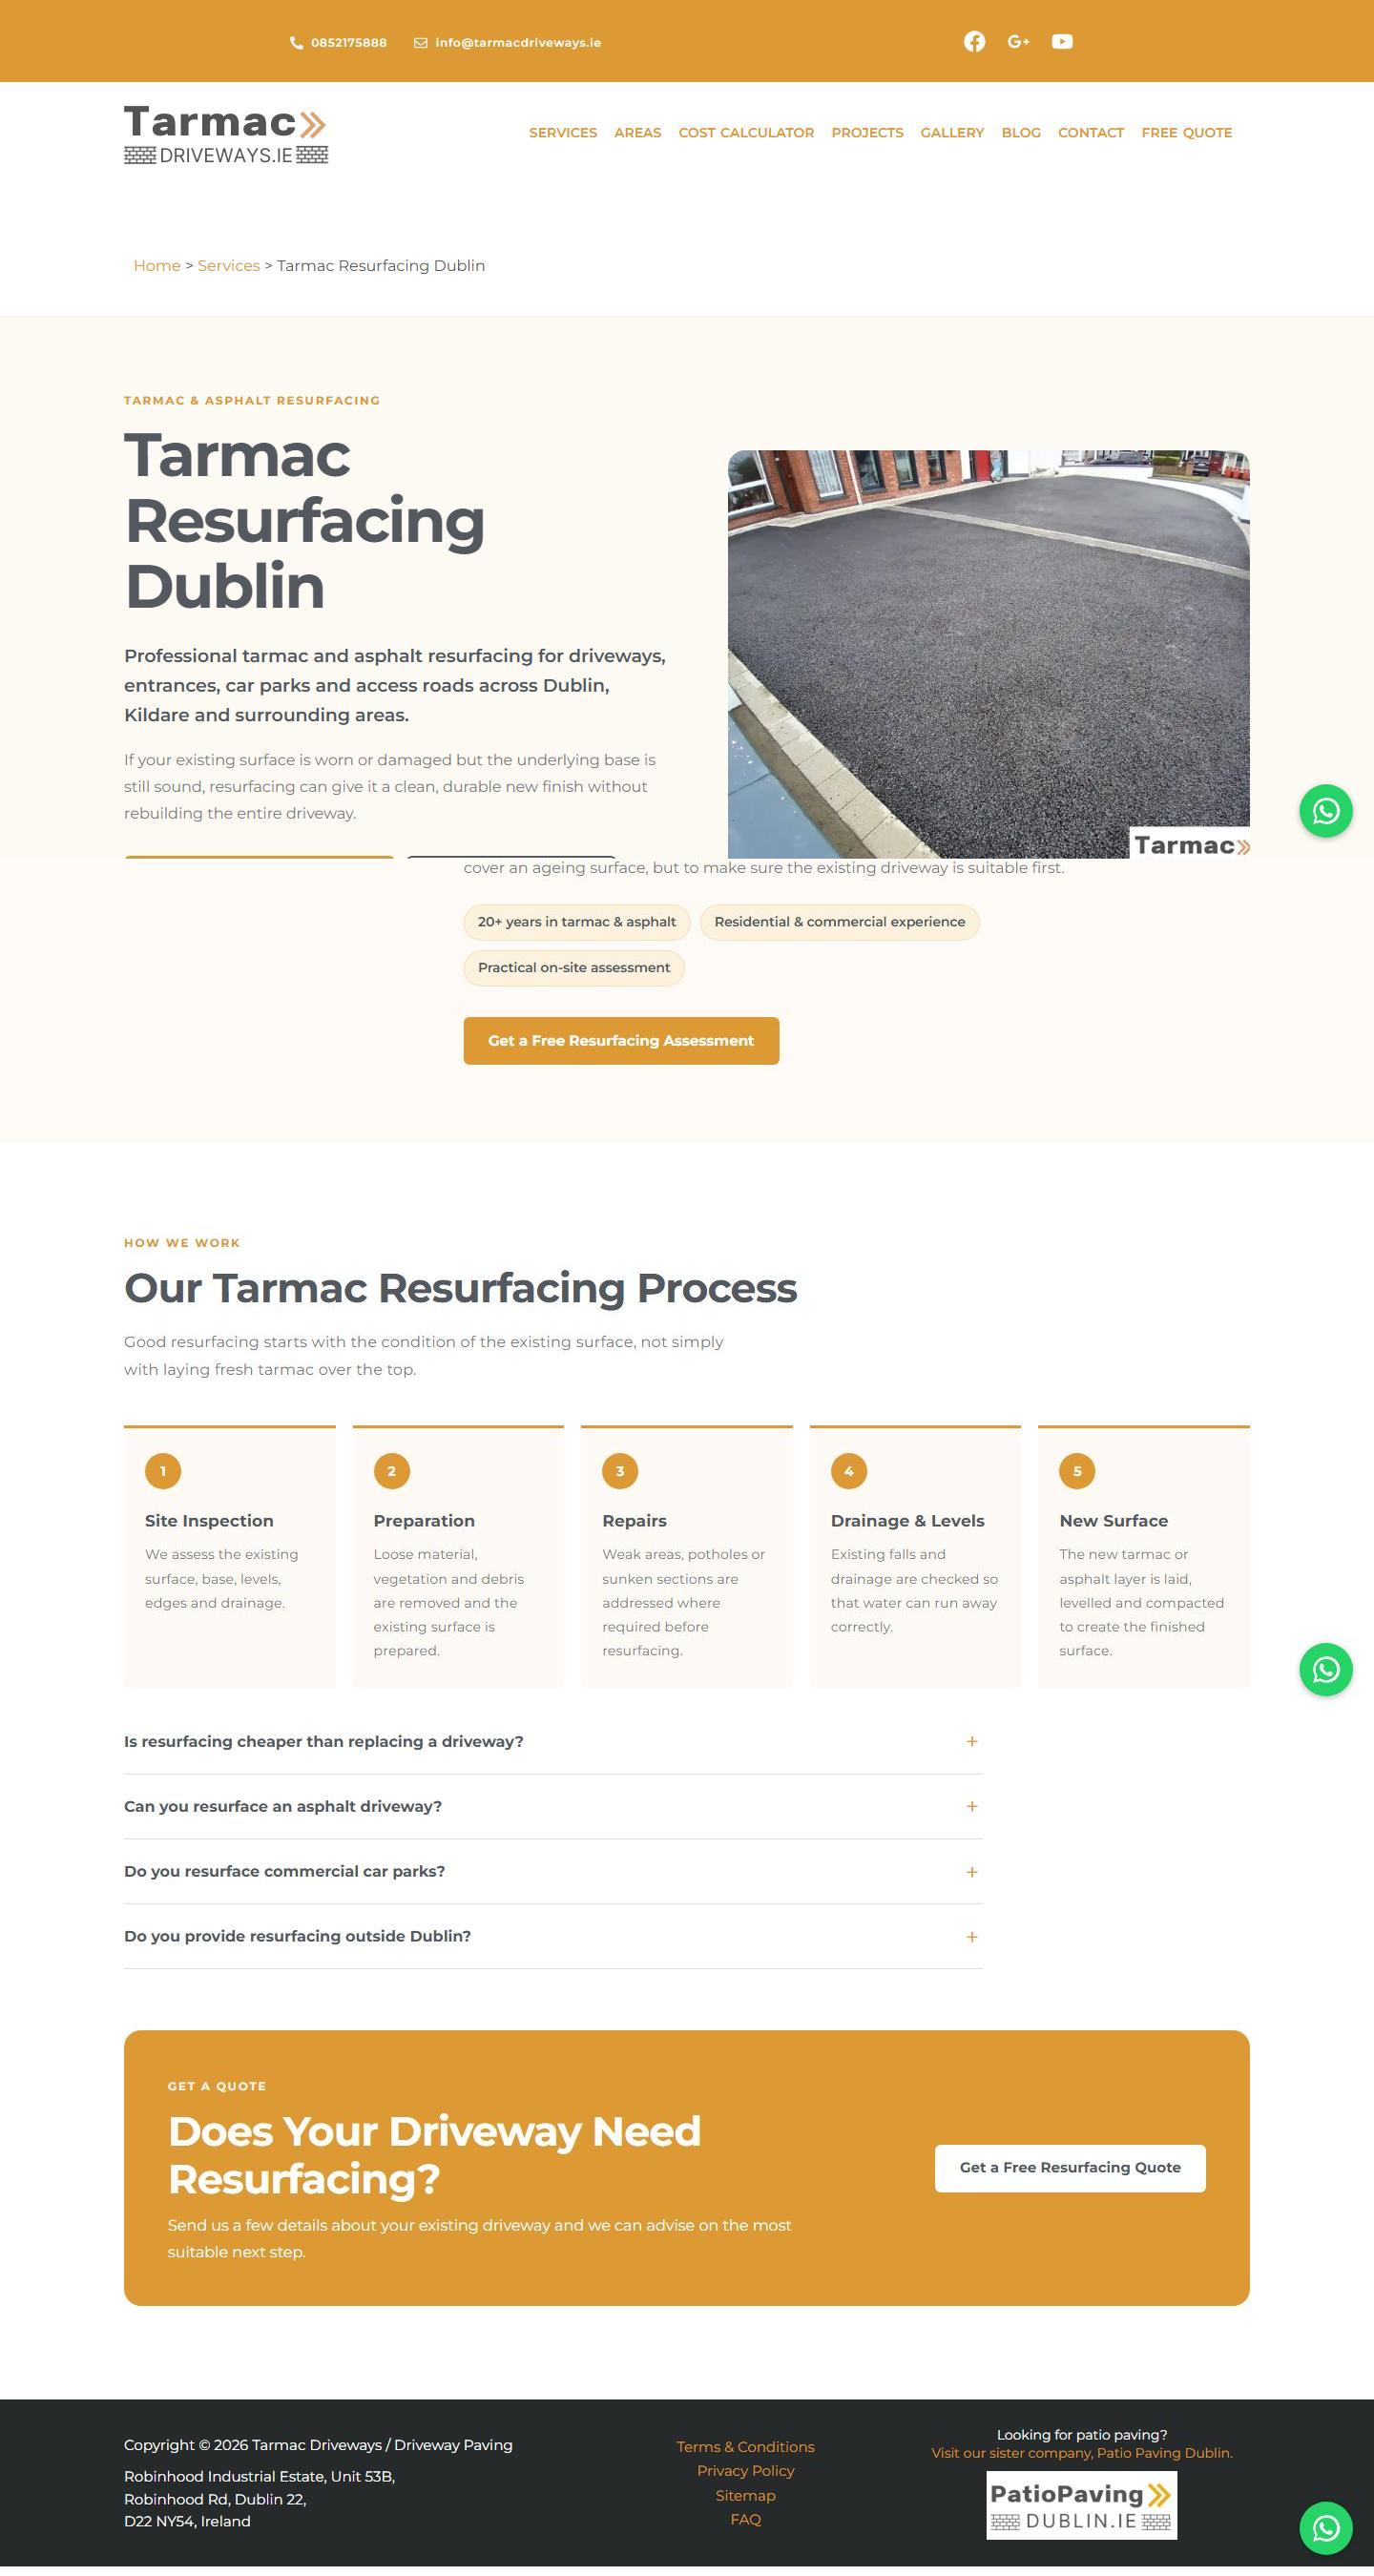 0852175888 info@tarmacdriveways.ie
Tarmac
DRIVEWAYS.IE
SERVICES AREAS COST CALCULATOR PROJECTS GALLERY BLOG CONTACT FREE QUOTE
Home > Services > Tarmac Resurfacing Dublin
TARMAC & ASPHALT RESURFACING
Tarmac
Resurfacing
Dublin
Professional tarmac and asphalt resurfacing for driveways,
entrances, car parks and access roads across Dublin,
Kildare and surrounding areas.
If your existing surface is worn or damaged but the underlying base is
still sound, resurfacing can give it a clean, durable new finish without
rebuilding the entire driveway.
Tarmac
cover an ageing surface, but to make sure the existing driveway is suitable first.
20+ years in tarmac & asphalt
Residential & commercial experience
Practical on-site assessment
Get a Free Resurfacing Assessment
HOW WE WORK
Our Tarmac Resurfacing Process
Good resurfacing starts with the condition of the existing surface, not simply
with laying fresh tarmac over the top.
1
Site Inspection
We assess the existing
surface, base, levels,
edges and drainage.
2
Preparation
Loose material,
vegetation and debris
are removed and the
existing surface is
prepared.
3
Repairs
Weak areas, potholes or
sunken sections are
addressed where
required before
resurfacing.
4
Drainage & Levels
Existing falls and
drainage are checked so
that water can run away
correctly.
5
New Surface
The new tarmac or
asphalt layer is laid,
levelled and compacted
to create the finished
surface.
Is resurfacing cheaper than replacing a driveway? +
Can you resurface an asphalt driveway? +
Do you resurface commercial car parks? +
Do you provide resurfacing outside Dublin? +
GET A QUOTE
Does Your Driveway Need
Resurfacing?
Send us a few details about your existing driveway and we can advise on the most
suitable next step.
Get a Free Resurfacing Quote
Copyright © 2026 Tarmac Driveways / Driveway Paving
Robinhood Industrial Estate, Unit 53B,
Robinhood Rd, Dublin 22,
D22 NY54, Ireland
Terms & Conditions
Privacy Policy
Sitemap
FAQ
Looking for patio paving?
Visit our sister company, Patio Paving Dublin.
PatioPaving
DUBLIN.IE